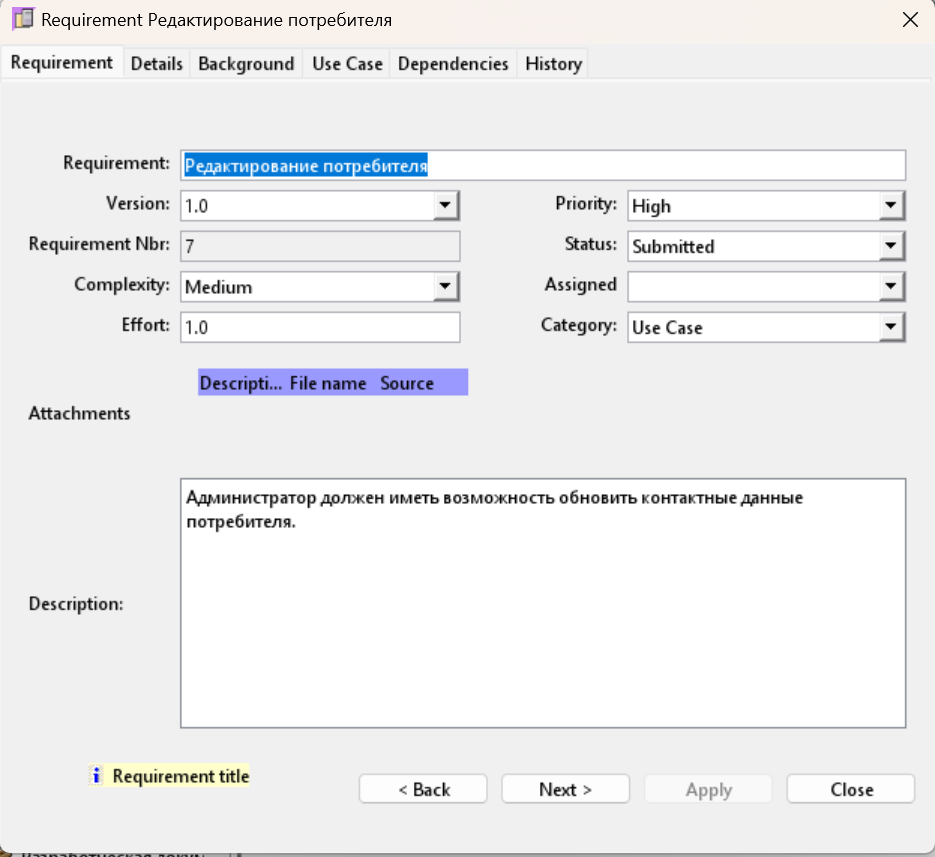 Requirement Редактирование потребителя
Requirement Details Background Use Case Dependencies History
Requirement: Редактирование потребителя
Version: 1.0 Priority: High
Requirement Nbr: 7 Status: Submitted
Complexity: Medium Assigned
Effort: 1.0 Category: Use Case
Descripti... File name Source
Attachments
Администратор должен иметь возможность обновить контактные данные
потребителя.
Description:
i Requirement title
< Back Next > Apply Close